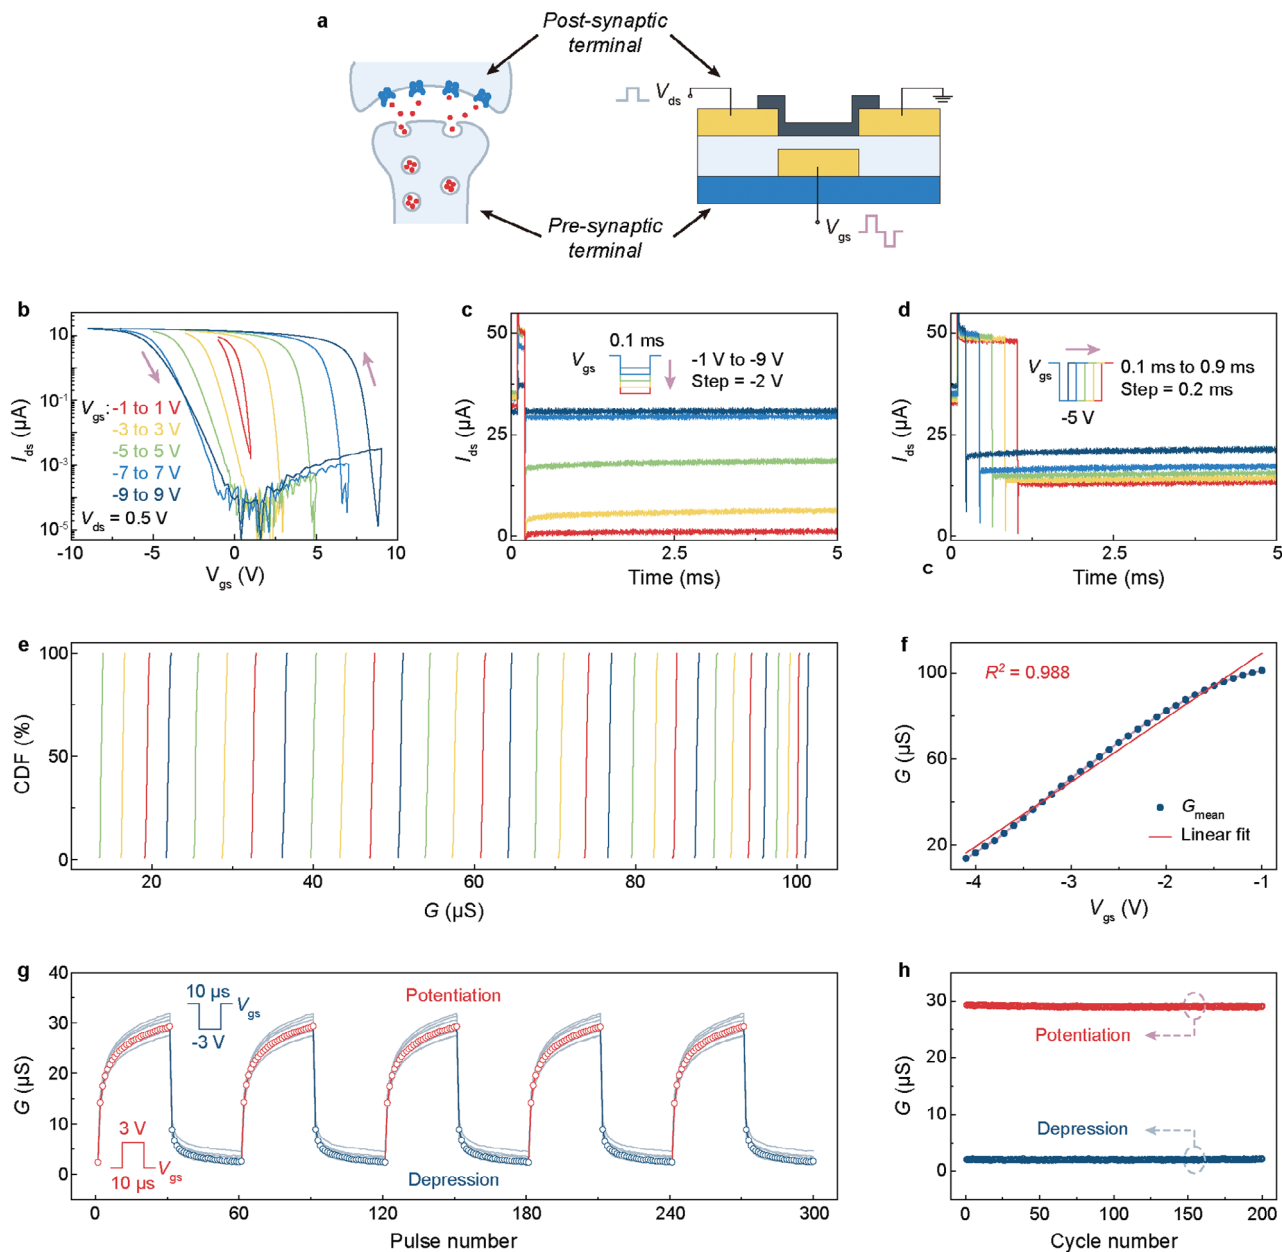 a
Post-synaptic
terminal
V_ds
Pre-synaptic
terminal
V_gs
b
I_ds (μA)
10
10^-1
10^-3
10^-5
V_gs: -1 to 1 V
-3 to 3 V
-5 to 5 V
-7 to 7 V
-9 to 9 V
V_ds = 0.5 V
-10 -5 0 5 10
V_gs (V)
c
I_ds (μA)
50
25
0
0.1 ms
V_gs
-1 V to -9 V
Step = -2 V
0 2.5 5
Time (ms)
d
I_ds (μA)
50
25
0
V_gs
-5 V
0.1 ms to 0.9 ms
Step = 0.2 ms
0 2.5 5
c
Time (ms)
e
CDF (%)
100
50
0
20 40 60 80 100
G (μS)
f
G (μS)
100
60
20
R² = 0.988
G_mean
Linear fit
-4 -3 -2 -1
V_gs (V)
g
G (μS)
40
30
20
10
0
10 μs
V_gs
-3 V
Potentiation
3 V
V_gs
10 μs
Depression
0 60 120 180 240 300
Pulse number
h
G (μS)
30
20
10
0
Potentiation
Depression
0 50 100 150 200
Cycle number